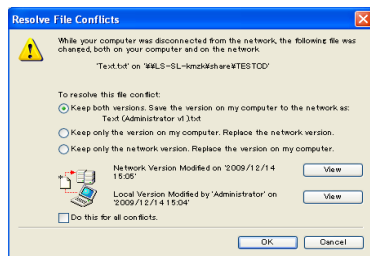 Resolve File Conflicts
While your computer was disconnected from the network, the following file was
changed, both on your computer and on the network
'Text.txt' on '¥¥LS-SL-kmzk¥share¥TESTOD'
To resolve this file conflict:
Keep both versions. Save the version on my computer to the network as:
Text (Administrator v1).txt
Keep only the version on my computer. Replace the network version.
Keep only the network version. Replace the version on my computer.
Network Version Modified on '2009/12/14
15:05'
View
Local Version Modified by 'Administrator' on
'2009/12/14 15:04'
View
Do this for all conflicts.
OK
Cancel